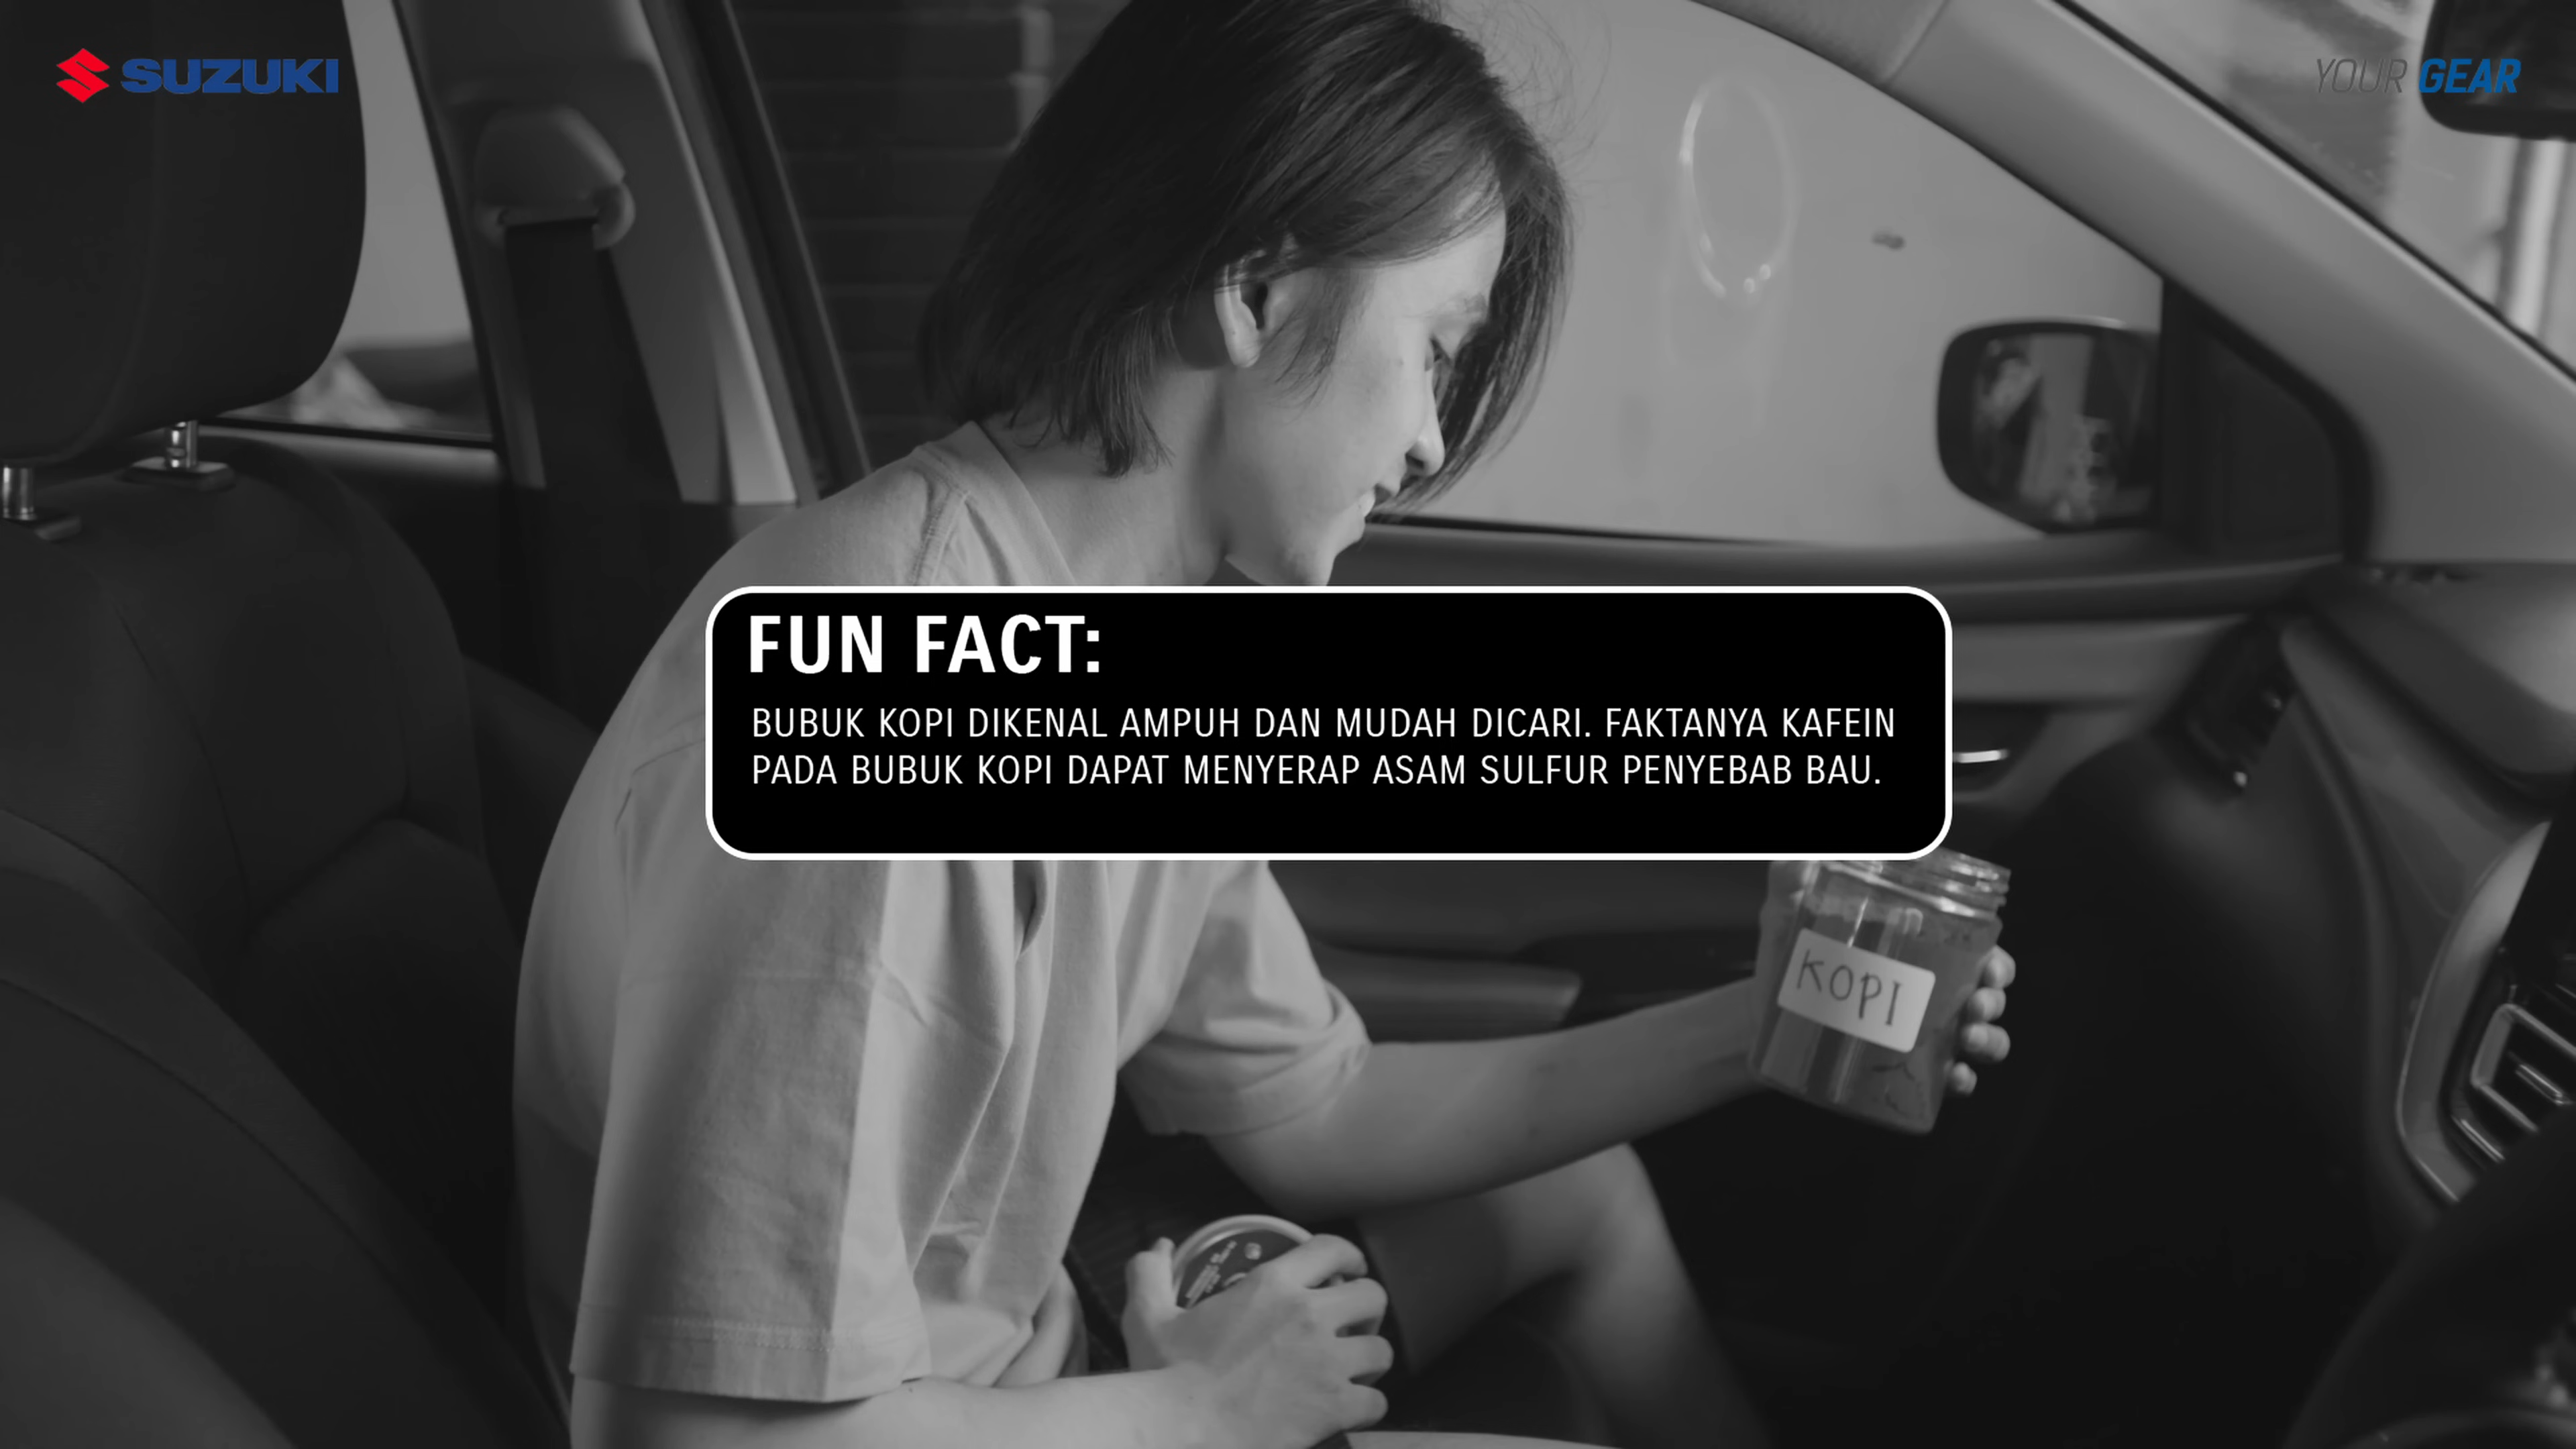 SUZUKI
YOUR GEAR
FUN FACT:
BUBUK KOPI DIKENAL AMPUH DAN MUDAH DICARI. FAKTANYA KAFEIN
PADA BUBUK KOPI DAPAT MENYERAP ASAM SULFUR PENYEBAB BAU.
KOPI